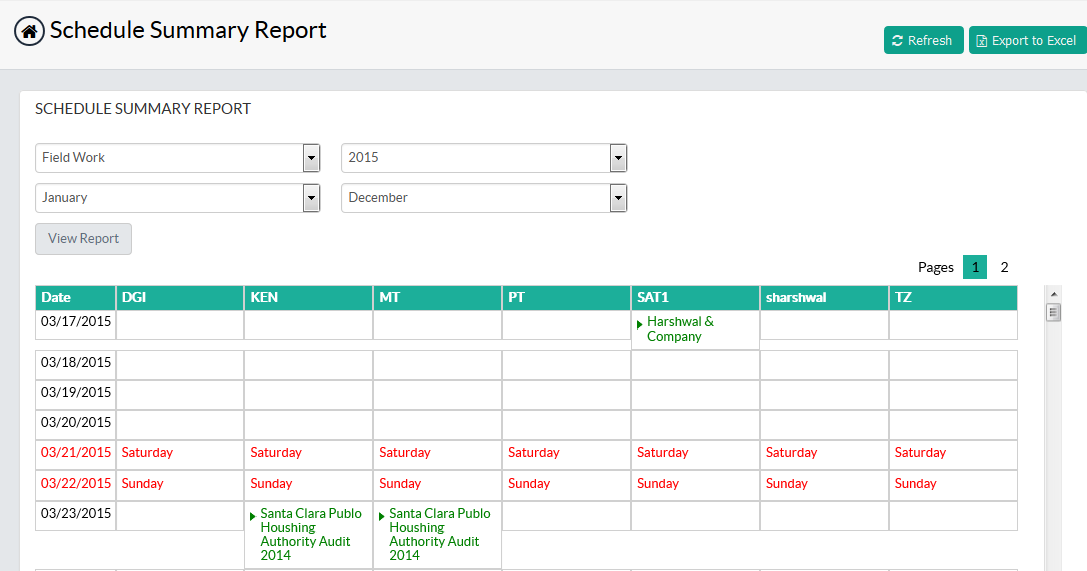 Schedule Summary Report
Refresh
Export to Excel
SCHEDULE SUMMARY REPORT
Field Work
2015
January
December
View Report
Pages 1 2
Date DGI KEN MT PT SAT1 sharshwal TZ
03/17/2015 Harshwal &
Company
03/18/2015
03/19/2015
03/20/2015
03/21/2015 Saturday Saturday Saturday Saturday Saturday Saturday Saturday
03/22/2015 Sunday Sunday Sunday Sunday Sunday Sunday Sunday
03/23/2015 Santa Clara Publo Santa Clara Publo
Houshing Houshing
Authority Audit Authority Audit
2014 2014